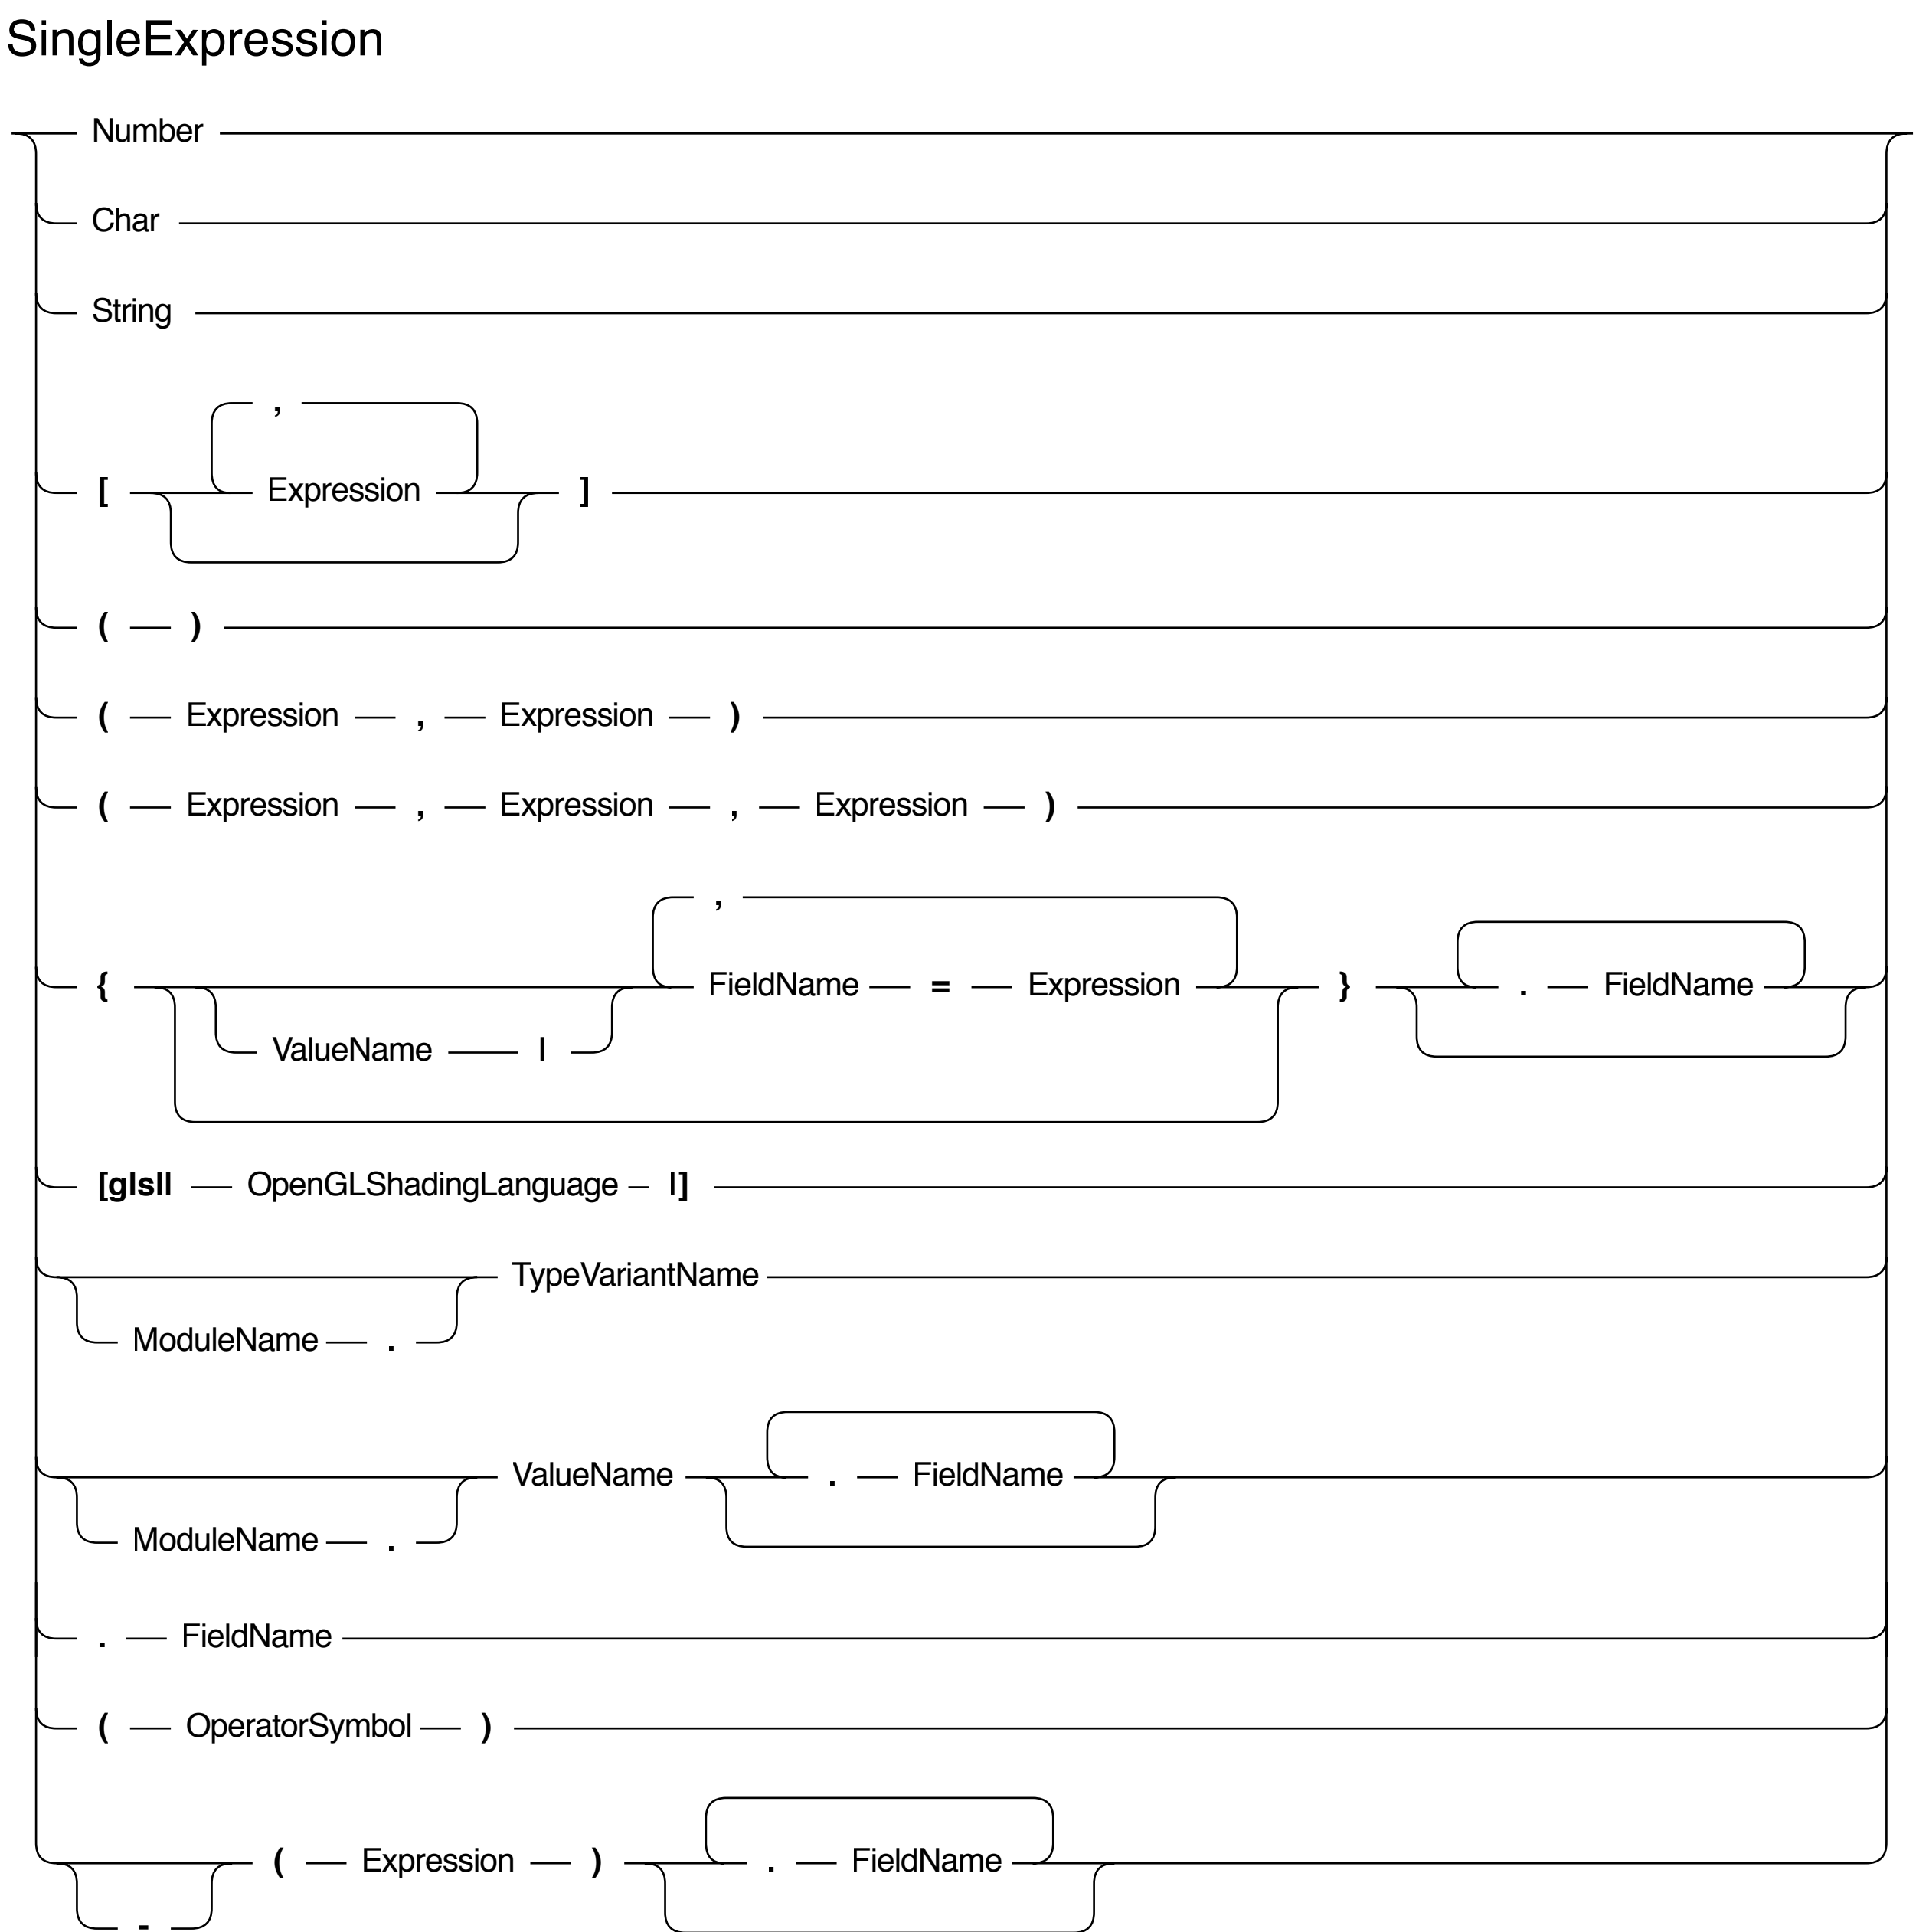 SingleExpression
Number
Char
String
,
[ Expression ]
( )
( Expression , Expression )
( Expression , Expression , Expression )
,
{ FieldName = Expression } . FieldName
ValueName |
[glsl| OpenGLShadingLanguage |]
TypeVariantName
ModuleName .
ValueName . FieldName
ModuleName .
. FieldName
( OperatorSymbol )
( Expression ) . FieldName
-